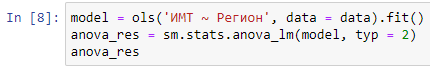 In [8]: model = ols('ИМТ ~ Регион', data = data).fit()
anova_res = sm.stats.anova_lm(model, typ = 2)
anova_res